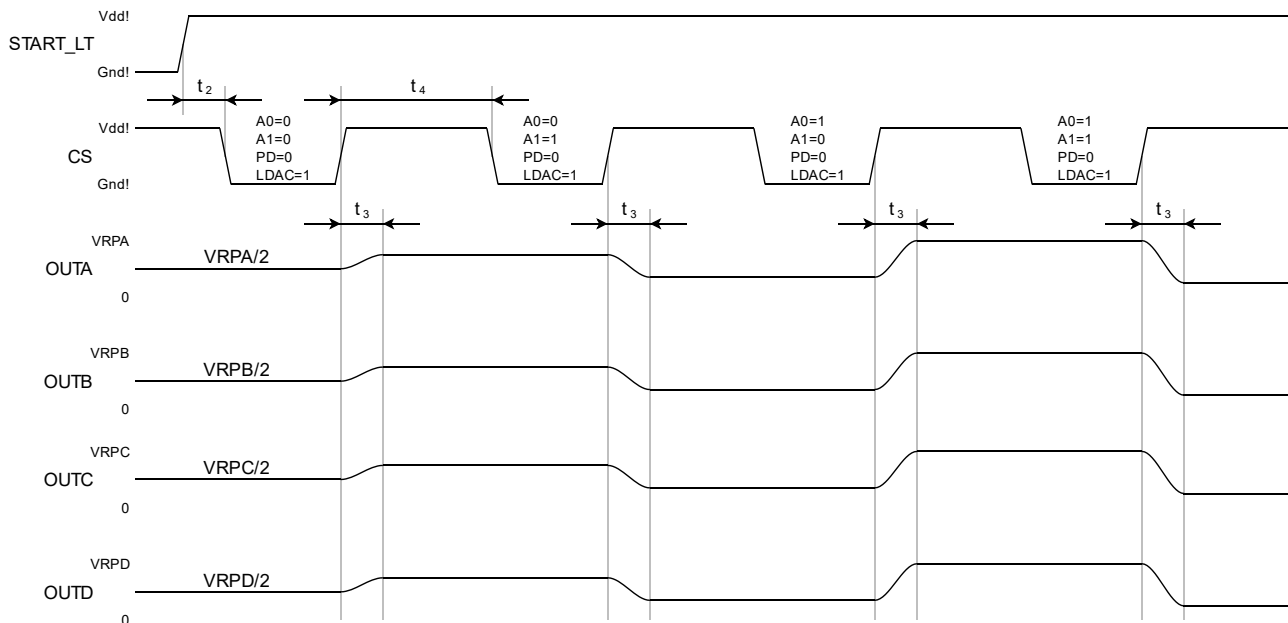 Vdd!
START_LT
Gnd!
t2
t4
Vdd!
CS
Gnd!
A0=0
A1=0
PD=0
LDAC=1
A0=0
A1=1
PD=0
LDAC=1
A0=1
A1=0
PD=0
LDAC=1
A0=1
A1=1
PD=0
LDAC=1
t3
t3
t3
t3
VRPA
OUTA
VRPA/2
0
VRPB
OUTB
VRPB/2
0
VRPC
OUTC
VRPC/2
0
VRPD
OUTD
VRPD/2
0